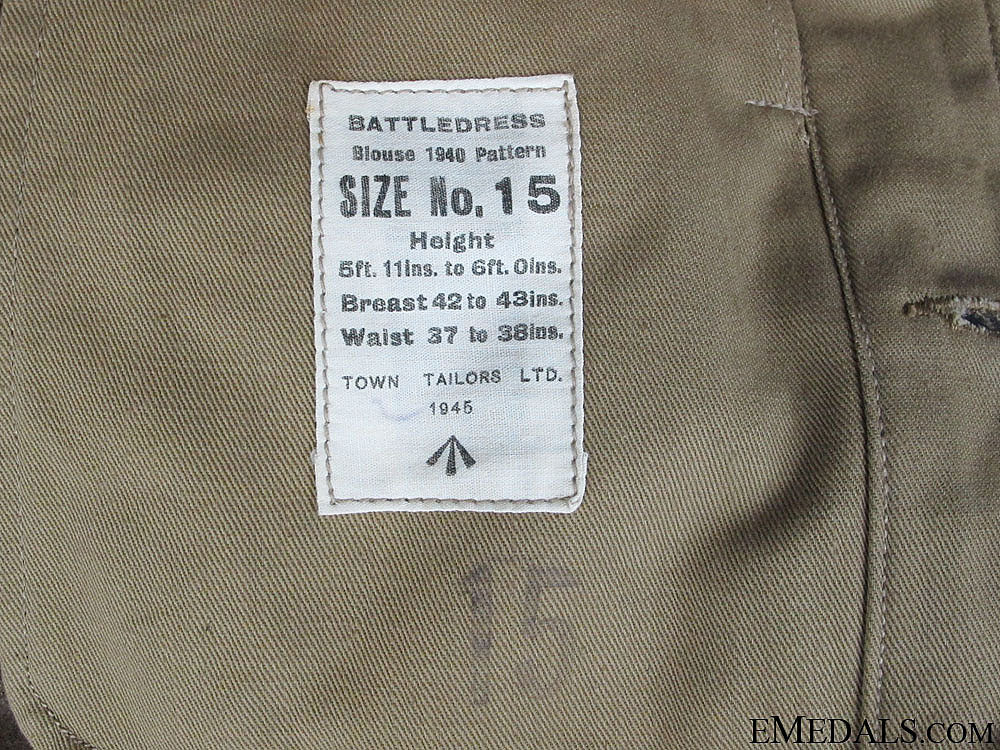 BATTLEDRESS
Blouse 1940 Pattern
SIZE No. 15
Height
5ft. 11ins. to 6ft. 0ins.
Breast 42 to 43ins.
Waist 37 to 38ins.
TOWN TAILORS LTD.
1945
15
EMEDALS.COM